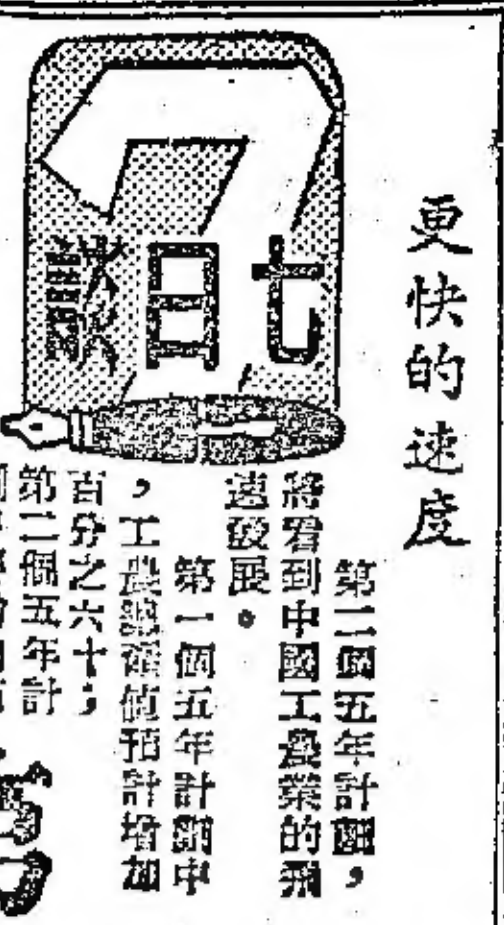 更快的速度
七日談
第二個五年計劃，
將看到中國工農業的飛
速發展。
第一個五年計劃中
，工農業總值預計增加
百分之六十；
第二個五年計